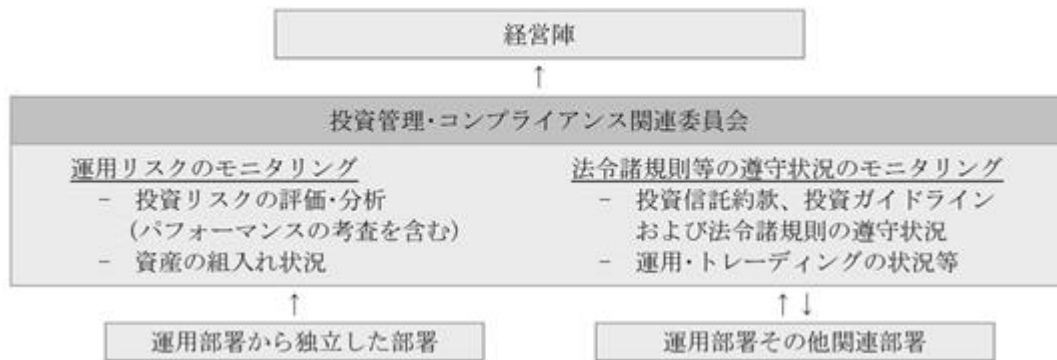 経営陣
↑
投資管理・コンプライアンス関連委員会
運用リスクのモニタリング
− 投資リスクの評価・分析
(パフォーマンスの考査を含む)
− 資産の組入れ状況
法令諸規則等の遵守状況のモニタリング
− 投資信託約款、投資ガイドライン
および法令諸規則の遵守状況
− 運用・トレーディングの状況等
↑
↑↓
運用部署から独立した部署
運用部署その他関連部署